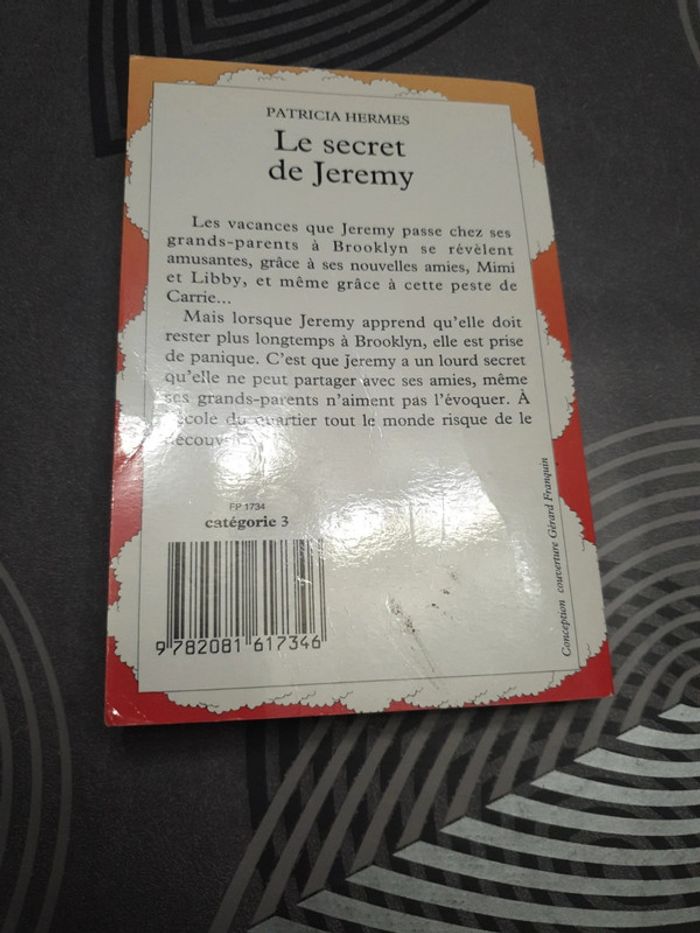 PATRICIA HERMES
Le secret
de Jeremy
Les vacances que Jeremy passe chez ses
grands-parents à Brooklyn se révèlent
amusantes, grâce à ses nouvelles amies, Mimi
et Libby, et même grâce à cette peste de
Carrie...
Mais lorsque Jeremy apprend qu'elle doit
rester plus longtemps à Brooklyn, elle est prise
de panique. C'est que Jeremy a un lourd secret
qu'elle ne peut partager avec ses amies, même
ses grands-parents n'aiment pas l'évoquer. À
l'école du quartier tout le monde risque de le
FP 1734
catégorie 3
9 782081 617346
Conception couverture Gérard Franquin